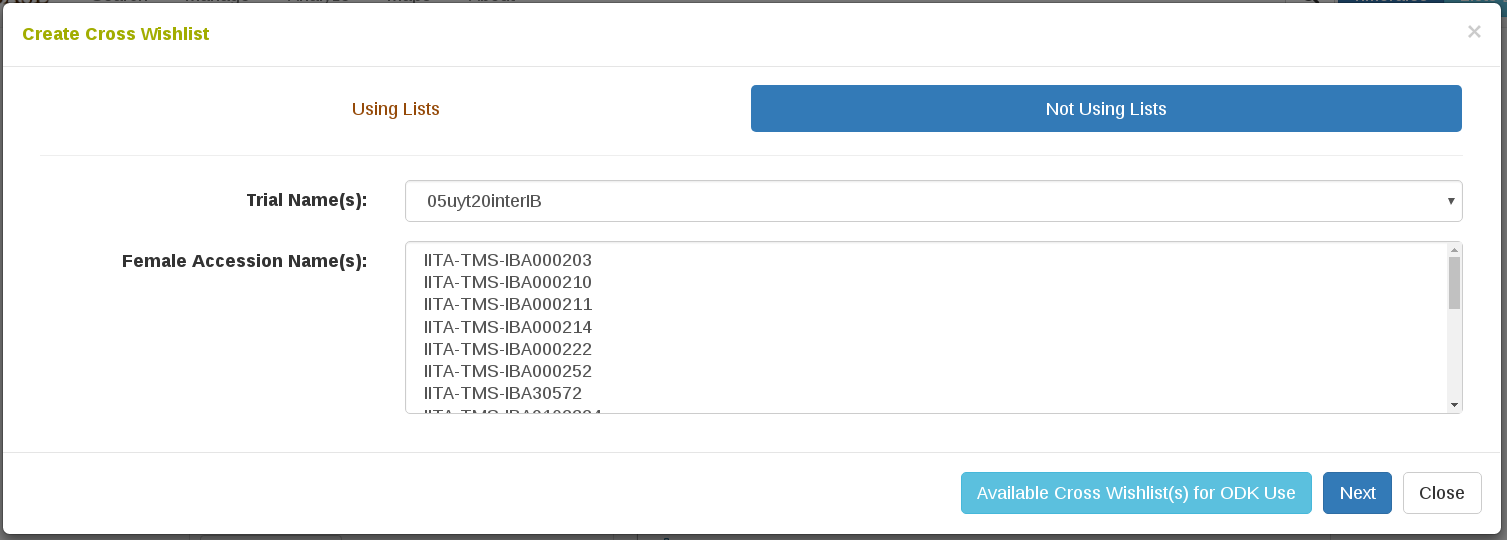 Create Cross Wishlist ×
Using Lists Not Using Lists
Trial Name(s): 05uyt20interIB
Female Accession Name(s):
IITA-TMS-IBA000203
IITA-TMS-IBA000210
IITA-TMS-IBA000211
IITA-TMS-IBA000214
IITA-TMS-IBA000222
IITA-TMS-IBA000252
IITA-TMS-IBA30572
Available Cross Wishlist(s) for ODK Use Next Close